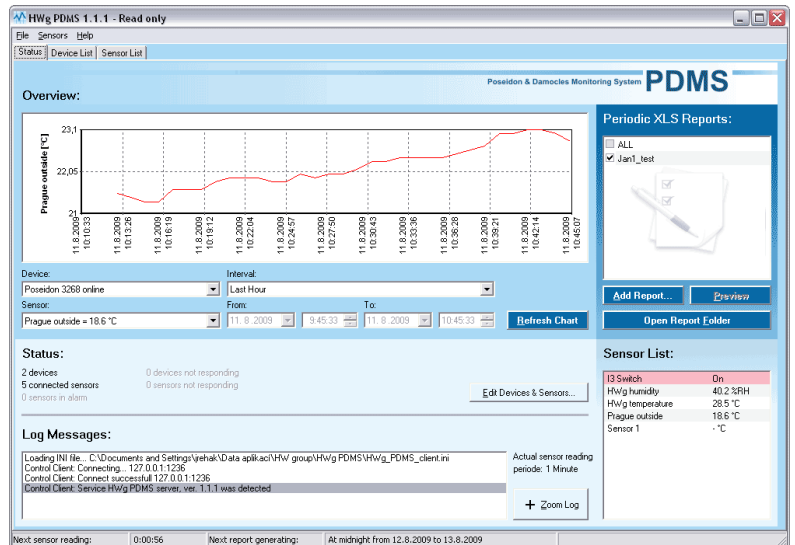 HWg PDMS 1.1.1 - Read only
File Sensors Help
Status Device List Sensor List
Poseidon & Damocles Monitoring System PDMS
Overview:
Prague outside [°C]
23,1
22,05
21
11.8.2009 10:10:33
11.8.2009 10:13:26
11.8.2009 10:16:19
11.8.2009 10:19:12
11.8.2009 10:22:04
11.8.2009 10:24:57
11.8.2009 10:27:50
11.8.2009 10:30:43
11.8.2009 10:33:36
11.8.2009 10:36:28
11.8.2009 10:39:21
11.8.2009 10:42:14
11.8.2009 10:45:07
Periodic XLS Reports:
ALL
Jan1_test
Add Report... Preview
Open Report Folder
Device: Interval:
Poseidon 3268 online Last Hour
Sensor: From: To:
Prague outside = 18.6 °C 11. 8 .2009 9:45:33 11. 8 .2009 10:45:33 Refresh Chart
Status:
2 devices 0 devices not responding
5 connected sensors 0 sensors not responding
0 sensors in alarm
Edit Devices & Sensors...
Sensor List:
I3 Switch On
HWg humidity 40.2 %RH
HWg temperature 28.5 °C
Prague outside 18.6 °C
Sensor 1 - °C
Log Messages:
Loading INI file... C:\Documents and Settings\jrehak\Data aplikací\HW group\HWg PDMS\HWg_PDMS_client.ini
Control Client: Connecting... 127.0.0.1:1236
Control Client: Connect successfull 127.0.0.1:1236
Control Client: Service HWg PDMS server, ver. 1.1.1 was detected
Actual sensor reading
periode: 1 Minute
+ Zoom Log
Next sensor reading: 0:00:56 Next report generating: At midnight from 12.8.2009 to 13.8.2009